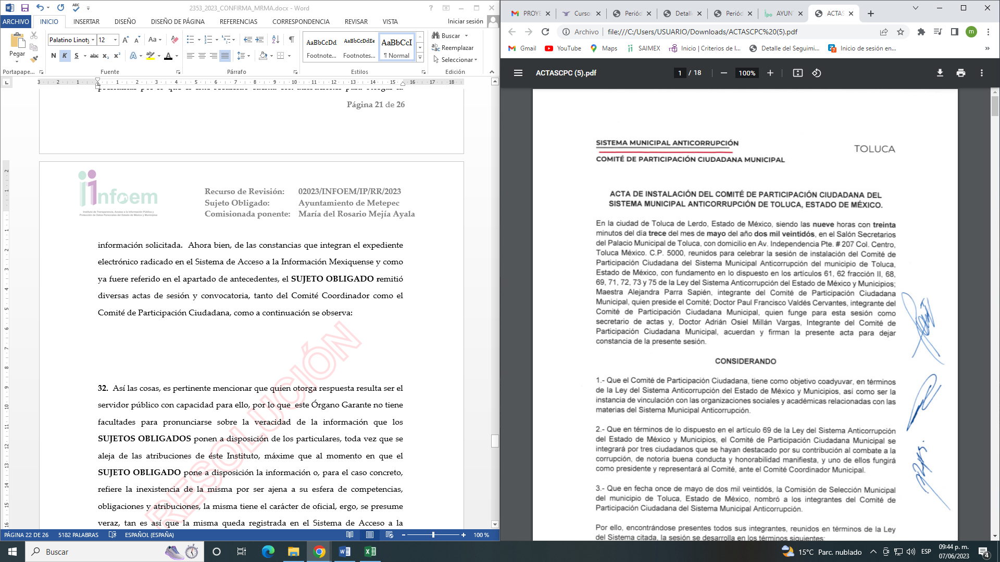 2353_2023_CONFIRMA_MRMA.docx - Word
ARCHIVO INICIO INSERTAR DISEÑO DISEÑO DE PÁGINA REFERENCIAS CORRESPONDENCIA REVISAR VISTA Iniciar sesión
Palatino Linoty 12
Pegar
Buscar
Reemplazar
Seleccionar
AaBbCcDd AaBbCcDdEe AaBbCcI
Footnote... Footnotes... ¶ Normal
Portapape... Fuente Párrafo Estilos Edición
Página 21 de 26
infoem
Instituto de Transparencia, Acceso a la Información Pública y
Protección de Datos Personales del Estado de México y Municipios
Recurso de Revisión: 02023/INFOEM/IP/RR/2023
Sujeto Obligado: Ayuntamiento de Metepec
Comisionada ponente: María del Rosario Mejía Ayala
información solicitada. Ahora bien, de las constancias que integran el expediente
electrónico radicado en el Sistema de Acceso a la Información Mexiquense y como
ya fuere referido en el apartado de antecedentes, el SUJETO OBLIGADO remitió
diversas actas de sesión y convocatoria, tanto del Comité Coordinador como el
Comité de Participación Ciudadana, como a continuación se observa:
RESOLUCIÓN
32. Así las cosas, es pertinente mencionar que quien otorga respuesta resulta ser el
servidor público con capacidad para ello, por lo que este Órgano Garante no tiene
facultades para pronunciarse sobre la veracidad de la información que los
SUJETOS OBLIGADOS ponen a disposición de los particulares, toda vez que se
aleja de las atribuciones de éste Instituto, máxime que al momento en que el
SUJETO OBLIGADO pone a disposición la información o, para el caso concreto,
refiere la inexistencia de la misma por ser ajena a su esfera de competencias,
obligaciones y atribuciones, la misma tiene el carácter de oficial, ergo, se presume
veraz, tan es así que la misma queda registrada en el Sistema de Acceso a la
PÁGINA 22 DE 26 5182 PALABRAS ESPAÑOL (ESPAÑA) 100 %
PROYE Curso: Periód Detall Periód AYUN ACTAS
Archivo file:///C:/Users/USUARIO/Downloads/ACTASCPC%20(5).pdf
Gmail YouTube Maps SAIMEX Inicio | Criterios de I... Detalle del Seguimi... Inicio de sesión en...
ACTASCPC (5).pdf 1 / 18 100%
SISTEMA MUNICIPAL ANTICORRUPCIÓN
TOLUCA
COMITÉ DE PARTICIPACIÓN CIUDADANA MUNICIPAL
ACTA DE INSTALACIÓN DEL COMITÉ DE PARTICIPACIÓN CIUDADANA DEL
SISTEMA MUNICIPAL ANTICORRUPCIÓN DE TOLUCA, ESTADO DE MÉXICO.
En la ciudad de Toluca de Lerdo, Estado de México, siendo las nueve horas con treinta
minutos del día trece del mes de mayo del año dos mil veintidós, en el Salón Secretarios
del Palacio Municipal de Toluca, con domicilio en Av. Independencia Pte. # 207 Col. Centro,
Toluca México. C.P. 5000, reunidos para celebrar la sesión de instalación del Comité de
Participación Ciudadana del Sistema Municipal Anticorrupción del municipio de Toluca,
Estado de México, con fundamento en lo dispuesto en los artículos 61, 62 fracción II, 68,
69, 71, 72, 73 y 75 de la Ley del Sistema Anticorrupción del Estado de México y Municipios;
Maestra Alejandra Parra Sapién, integrante del Comité de Participación Ciudadana
Municipal, quien preside el Comité; Doctor Paul Francisco Valdés Cervantes, integrante del
Comité de Participación Ciudadana Municipal, quien funge para esta sesión como
secretario de actas y, Doctor Adrián Osiel Millán Vargas, Integrante del Comité de
Participación Ciudadana Municipal, acuerdan y firman la presente acta para dejar
constancia de la presente sesión.
CONSIDERANDO
1.- Que el Comité de Participación Ciudadana, tiene como objetivo coadyuvar, en términos
de la Ley del Sistema Anticorrupción del Estado de México y Municipios, así como ser la
instancia de vinculación con las organizaciones sociales y académicas relacionadas con las
materias del Sistema Municipal Anticorrupción.
2.- Que en términos de lo dispuesto en el artículo 69 de la Ley del Sistema Anticorrupción
del Estado de México y Municipios, el Comité de Participación Ciudadana Municipal se
integrará por tres ciudadanos que se hayan destacado por su contribución al combate a la
corrupción, de notoria buena conducta y honorabilidad manifiesta, y uno de ellos fungirá
como presidente y representará al Comité, ante el Comité Coordinador Municipal.
3.- Que en fecha once de mayo de dos mil veintidós, la Comisión de Selección Municipal
del municipio de Toluca, Estado de México, nombró a los integrantes del Comité de
Participación Ciudadana del Sistema Municipal Anticorrupción.
Por ello, encontrándose presentes todos sus integrantes, reunidos en términos de la Ley
del Sistema citada, la sesión se desarrolla en los términos siguientes:
Buscar
15°C Parc. nublado ESP 09:44 p. m.
07/06/2023
4